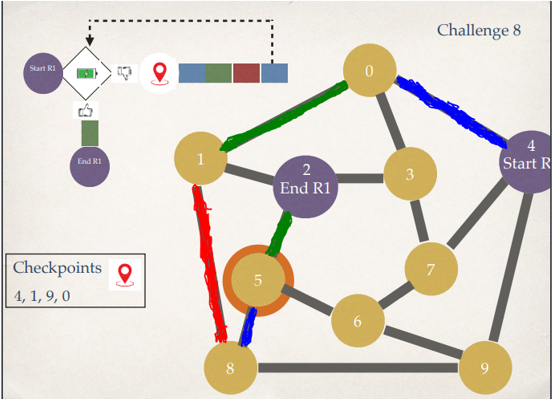 Challenge 8
Start R1
End R1
0
1
2
End R1
3
4
Start R
5
7
6
8
9
Checkpoints
4, 1, 9, 0